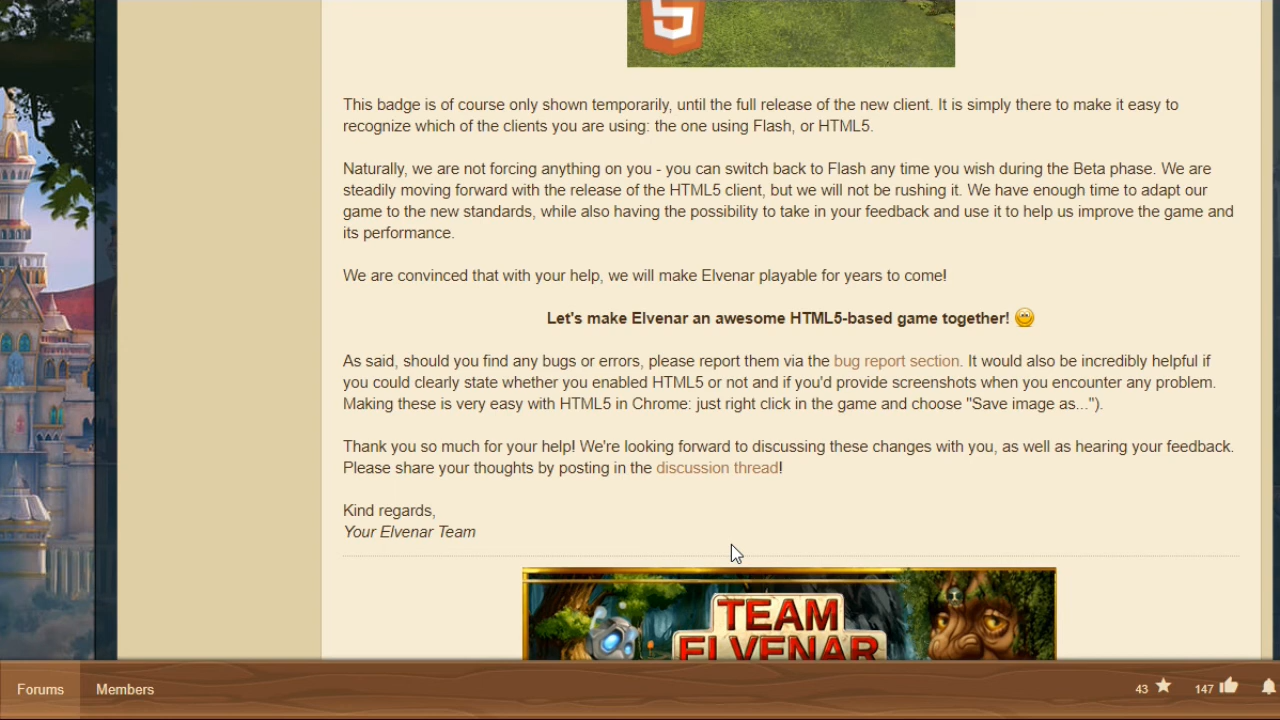 5
This badge is of course only shown temporarily, until the full release of the new client. It is simply there to make it easy to
recognize which of the clients you are using: the one using Flash, or HTML5.
Naturally, we are not forcing anything on you - you can switch back to Flash any time you wish during the Beta phase. We are
steadily moving forward with the release of the HTML5 client, but we will not be rushing it. We have enough time to adapt our
game to the new standards, while also having the possibility to take in your feedback and use it to help us improve the game and
its performance.
We are convinced that with your help, we will make Elvenar playable for years to come!
Let's make Elvenar an awesome HTML5-based game together!
As said, should you find any bugs or errors, please report them via the bug report section. It would also be incredibly helpful if
you could clearly state whether you enabled HTML5 or not and if you'd provide screenshots when you encounter any problem.
Making these is very easy with HTML5 in Chrome: just right click in the game and choose "Save image as...").
Thank you so much for your help! We're looking forward to discussing these changes with you, as well as hearing your feedback.
Please share your thoughts by posting in the discussion thread!
Kind regards,
Your Elvenar Team
TEAM
ELVENAR
Forums Members 43 147